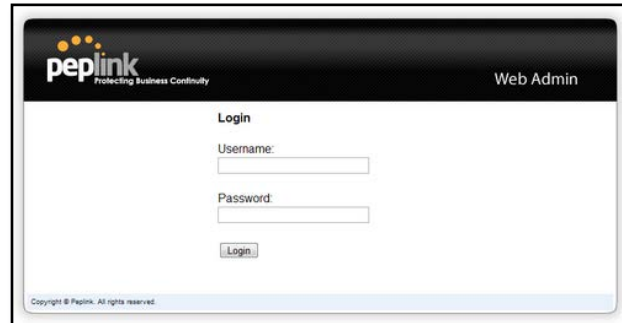 peplink
Protecting Business Continuity
Web Admin
Login
Username:
Password:
Login
Copyright © Peplink. All rights reserved.